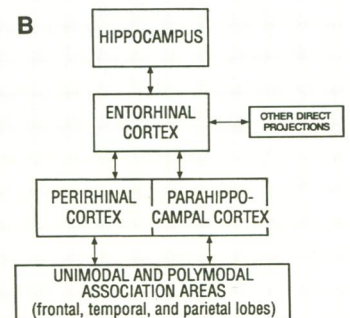 B
HIPPOCAMPUS
ENTORHINAL
CORTEX
OTHER DIRECT
PROJECTIONS
PERIRHINAL
CORTEX
PARAHIPPO-
CAMPAL CORTEX
UNIMODAL AND POLYMODAL
ASSOCIATION AREAS
(frontal, temporal, and parietal lobes)